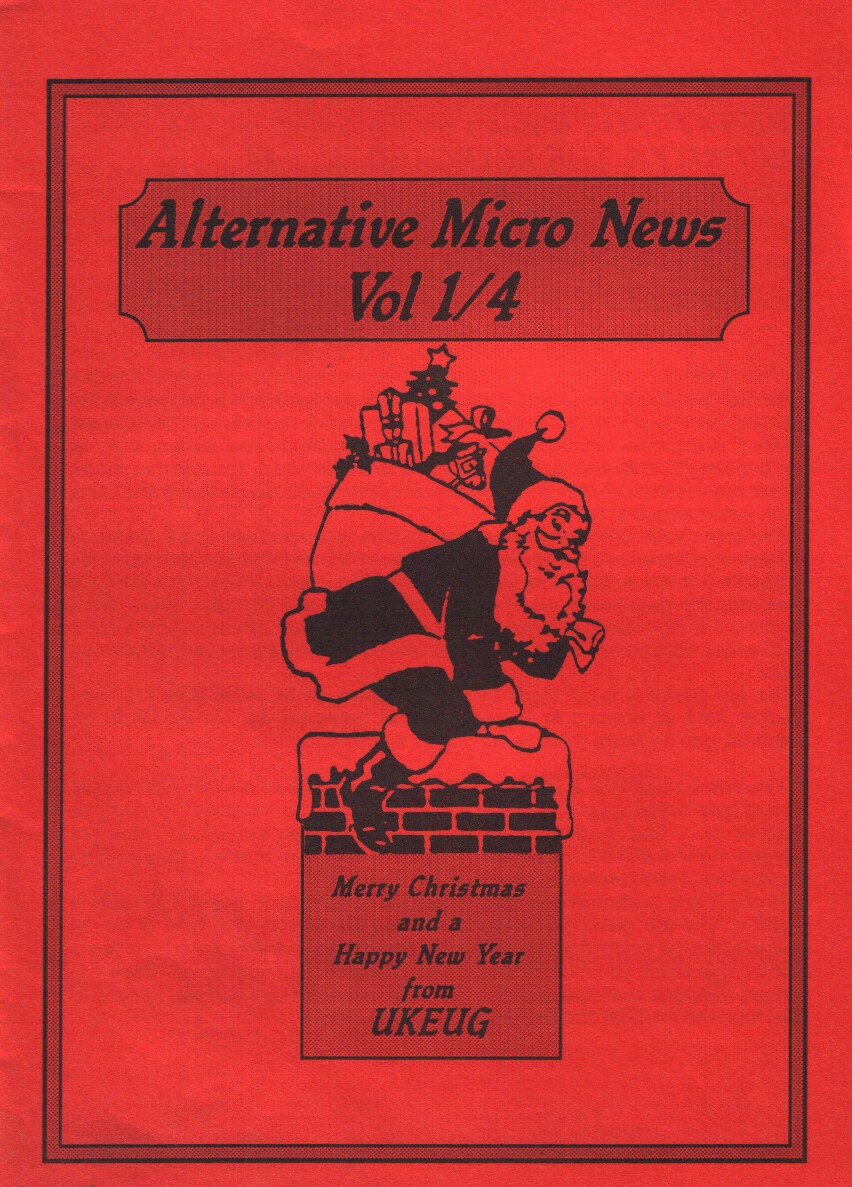 Alternative Micro News
Vol 1/4
Merry Christmas
and a
Happy New Year
from
UKEUG